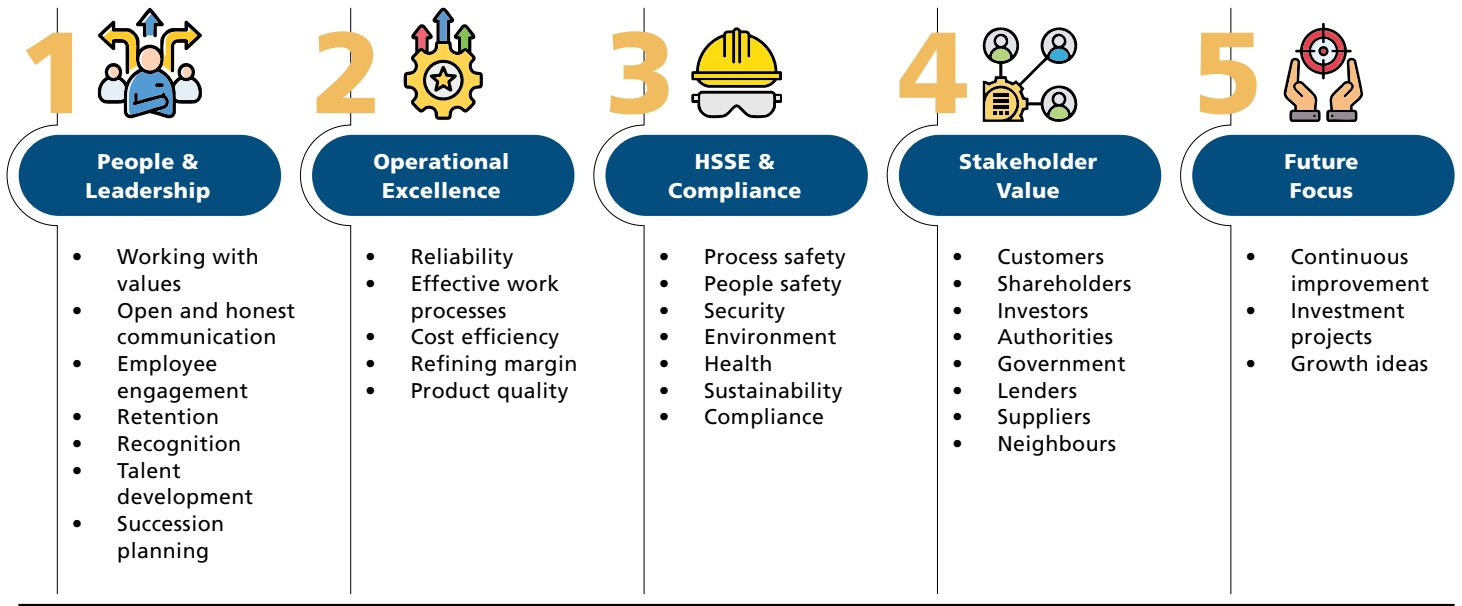 1
People &
Leadership
• Working with
values
• Open and honest
communication
• Employee
engagement
• Retention
• Recognition
• Talent
development
• Succession
planning
2
Operational
Excellence
• Reliability
• Effective work
processes
• Cost efficiency
• Refining margin
• Product quality
3
HSSE &
Compliance
• Process safety
• People safety
• Security
• Environment
• Health
• Sustainability
• Compliance
4
Stakeholder
Value
• Customers
• Shareholders
• Investors
• Authorities
• Government
• Lenders
• Suppliers
• Neighbours
5
Future
Focus
• Continuous
improvement
• Investment
projects
• Growth ideas